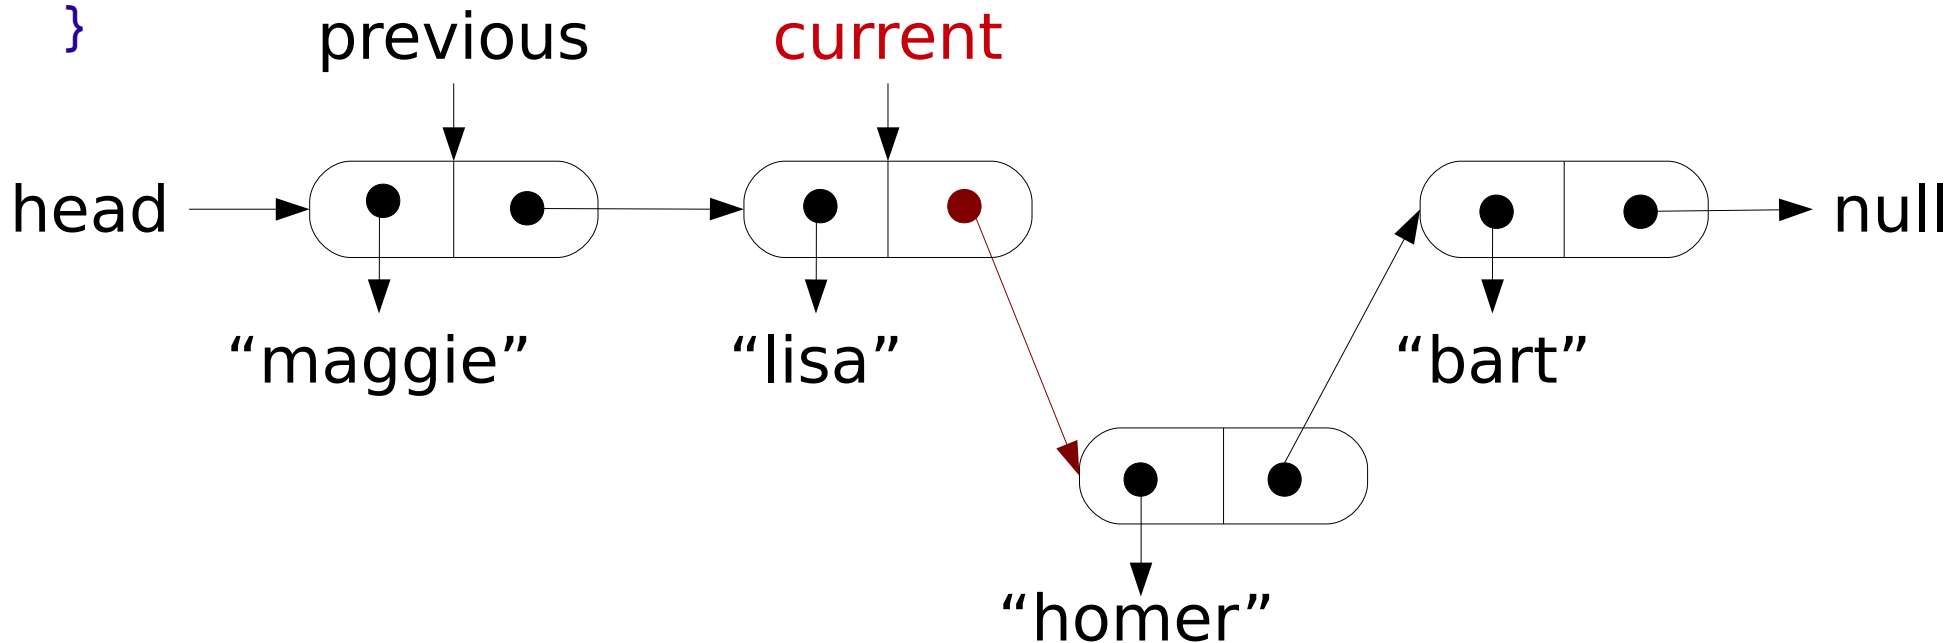 }
previous
current
head
null
“maggie”
“lisa”
“bart”
“homer”